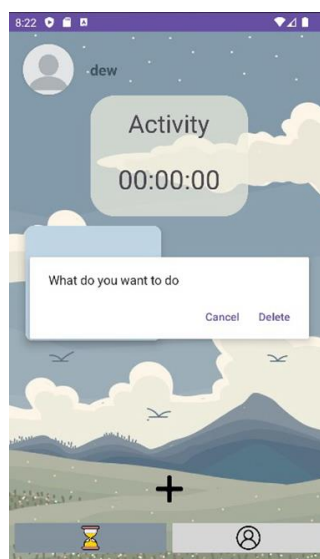 8:22
dew
Activity
00:00:00
What do you want to do
Cancel Delete